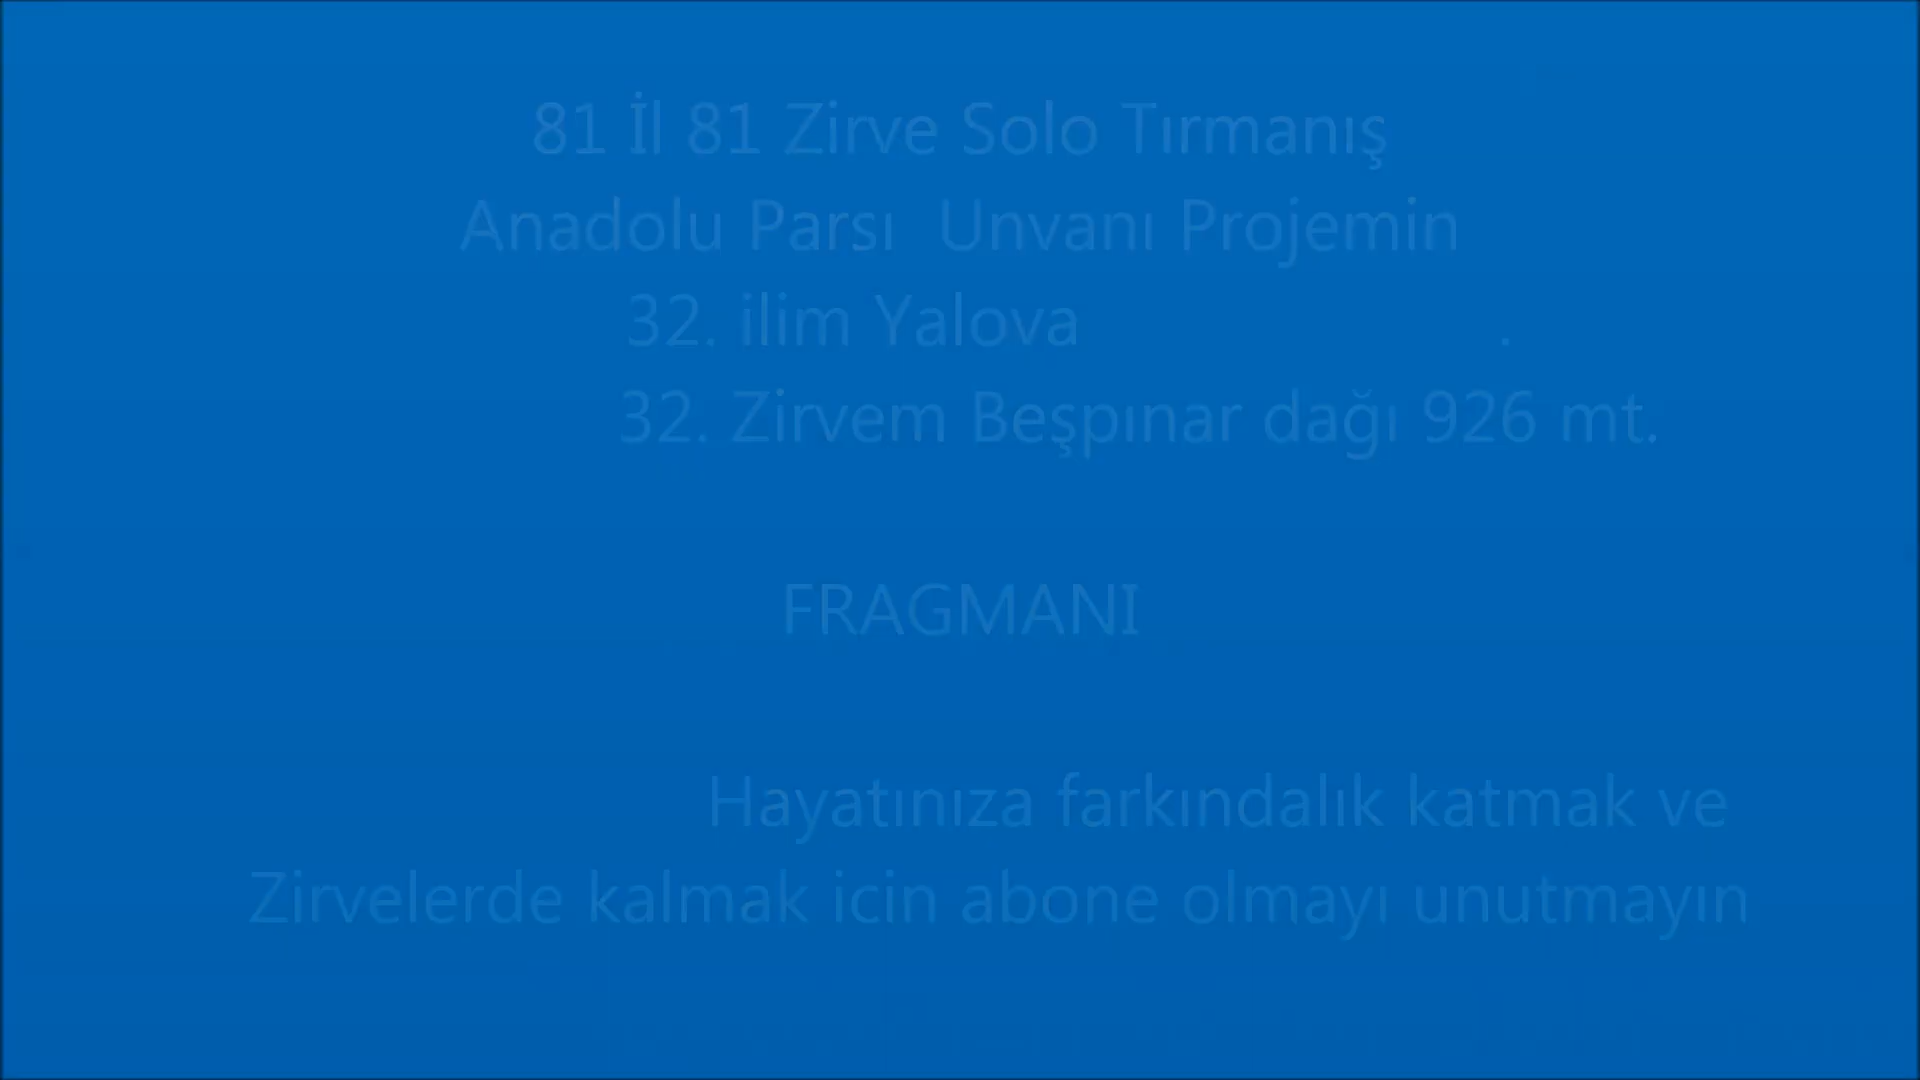 81 İl 81 Zirve Solo Tırmanış
Anadolu Parsı Unvanı Projemin
32. ilim Yalova .
32. Zirvem Beşpınar dağı 926 mt.
FRAGMANI
Hayatınıza farkındalık katmak ve
Zirvelerde kalmak icin abone olmayı unutmayın